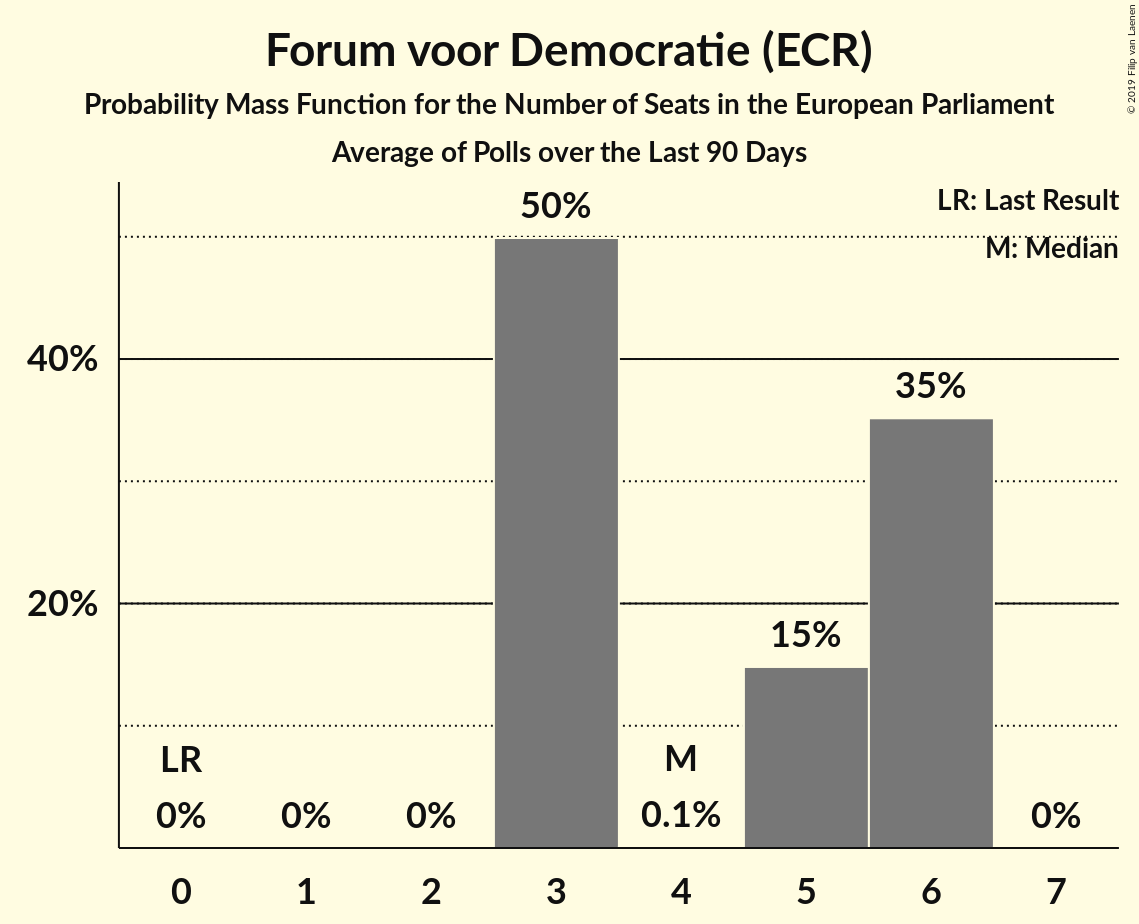 Forum voor Democratie (ECR)
Probability Mass Function for the Number of Seats in the European Parliament
Average of Polls over the Last 90 Days
© 2019 Filip van Laenen
LR: Last Result
M: Median
50%
40%
35%
20%
15%
LR
M
0%
0%
0%
0.1%
0%
0
1
2
3
4
5
6
7